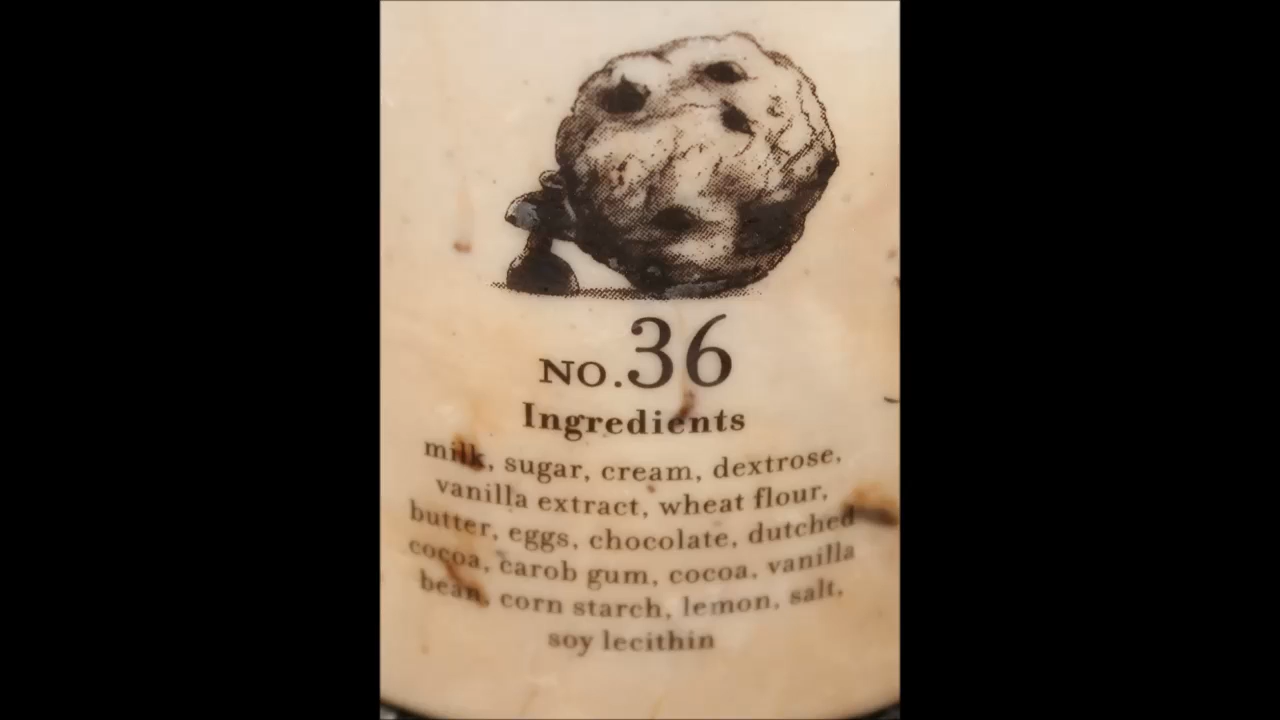 NO.36
Ingredients
milk, sugar, cream, dextrose,
vanilla extract, wheat flour,
butter, eggs, chocolate, dutched
cocoa, carob gum, cocoa, vanilla
bean, corn starch, lemon, salt,
soy lecithin